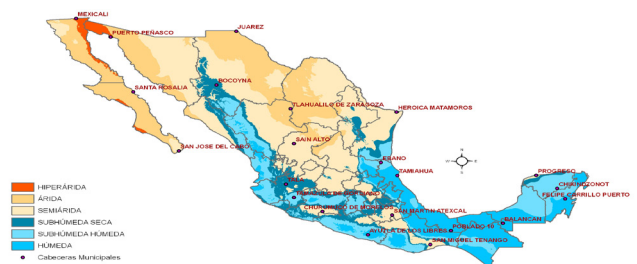 MEXICALI
PUERTO PEÑASCO
JUAREZ
BOCOYNA
SANTA ROSALIA
TLAHUALILO DE ZARAGOZA
HEROICA MATAMOROS
SAIN ALTO
SAN JOSE DEL CABO
EBANO
TAMIAHUA
PROGRESO
CHIKINDZONOT
FELIPE CARRILLO PUERTO
CHURUMUCO DE MORELOS
SAN MARTIN ATEXCAL
BALANCAN
AYUTLA DE LOS LIBRES
POBLADO 10
SAN MIGUEL TENANGO
HIPERÁRIDA
ÁRIDA
SEMIÁRIDA
SUBHÚMEDA SECA
SUBHÚMEDA HÚMEDA
HÚMEDA
Cabeceras Municipales